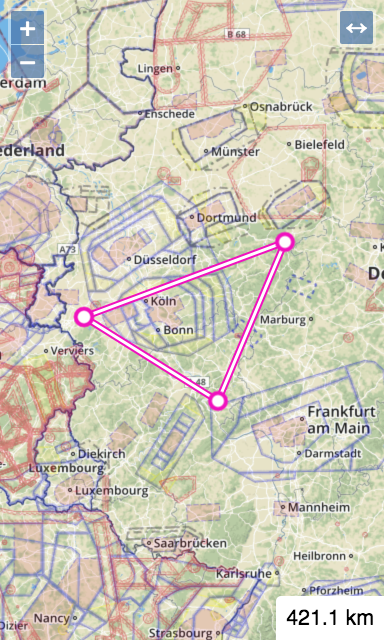 +
B 68
↔
Lingen
−
erdam
Osnabrück
Enschede
ederland
Bielefeld
Münster
Dortmund
A73
Düsseldorf
K
De
Köln
Bonn
Marburg
Verviers
48
Frankfurt
am Main
Diekirch
Darmstadt
Luxembourg
Luxembourg
Mannheim
Saarbrücken
Heilbronn
Karlsruhe
Pforzheim
Nancy
Dizier
Strasbourg
421.1 km